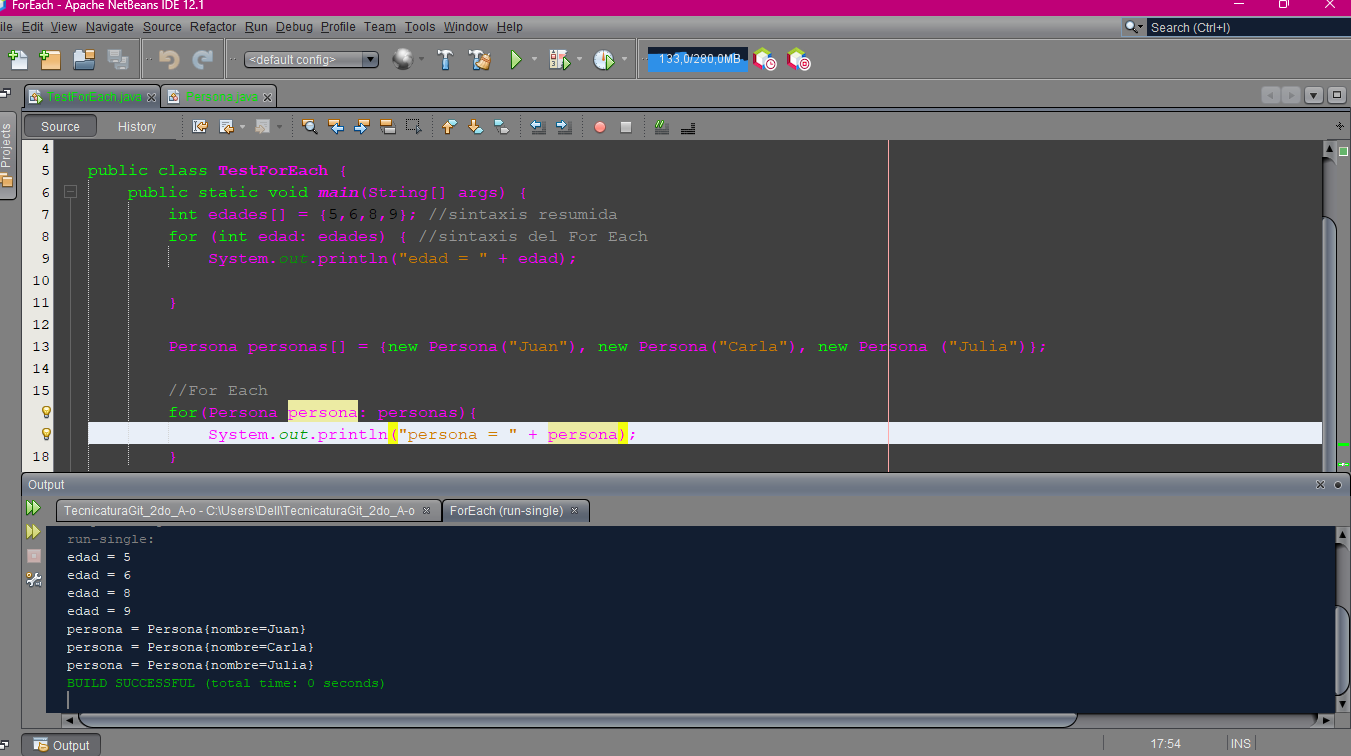 ForEach - Apache NetBeans IDE 12.1
ile Edit View Navigate Source Refactor Run Debug Profile Team Tools Window Help
Search (Ctrl+I)
<default config>
133,0/280,0MB
TestForEach.java Persona.java
Projects
Source History
4
5 public class TestForEach {
6 public static void main(String[] args) {
7 int edades[] = {5,6,8,9}; //sintaxis resumida
8 for (int edad: edades) { //sintaxis del For Each
9 System.out.println("edad = " + edad);
10
11 }
12
13 Persona personas[] = {new Persona("Juan"), new Persona("Carla"), new Persona ("Julia")};
14
15 //For Each
for(Persona persona: personas){
System.out.println("persona = " + persona);
18 }
Output
TecnicaturaGit_2do_A-o - C:\Users\Dell\TecnicaturaGit_2do_A-o ForEach (run-single)
run-single:
edad = 5
edad = 6
edad = 8
edad = 9
persona = Persona{nombre=Juan}
persona = Persona{nombre=Carla}
persona = Persona{nombre=Julia}
BUILD SUCCESSFUL (total time: 0 seconds)
Output
17:54 INS